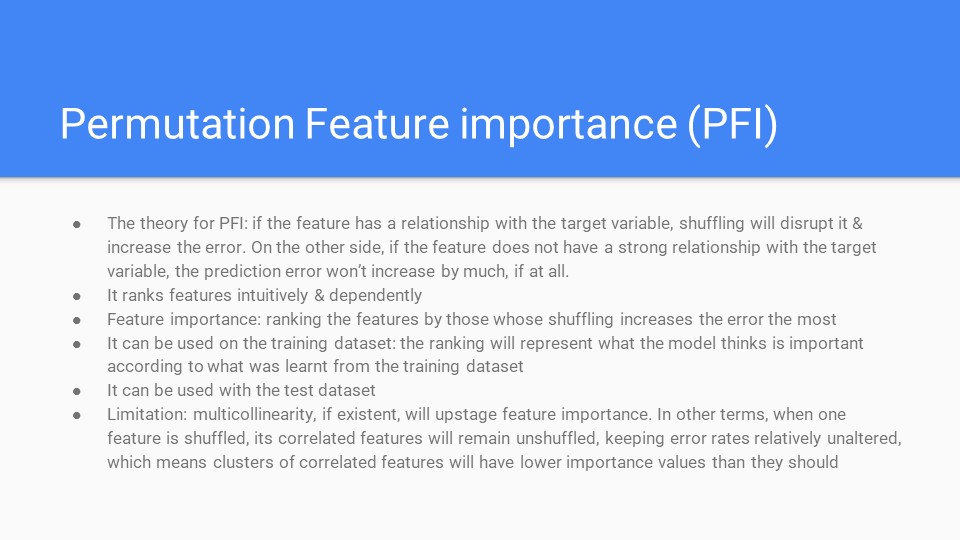 Permutation Feature importance (PFI)
● The theory for PFI: if the feature has a relationship with the target variable, shuffling will disrupt it &
increase the error. On the other side, if the feature does not have a strong relationship with the target
variable, the prediction error won't increase by much, if at all.
● It ranks features intuitively & dependently
● Feature importance: ranking the features by those whose shuffling increases the error the most
● It can be used on the training dataset: the ranking will represent what the model thinks is important
according to what was learnt from the training dataset
● It can be used with the test dataset
● Limitation: multicollinearity, if existent, will upstage feature importance. In other terms, when one
feature is shuffled, its correlated features will remain unshuffled, keeping error rates relatively unaltered,
which means clusters of correlated features will have lower importance values than they should